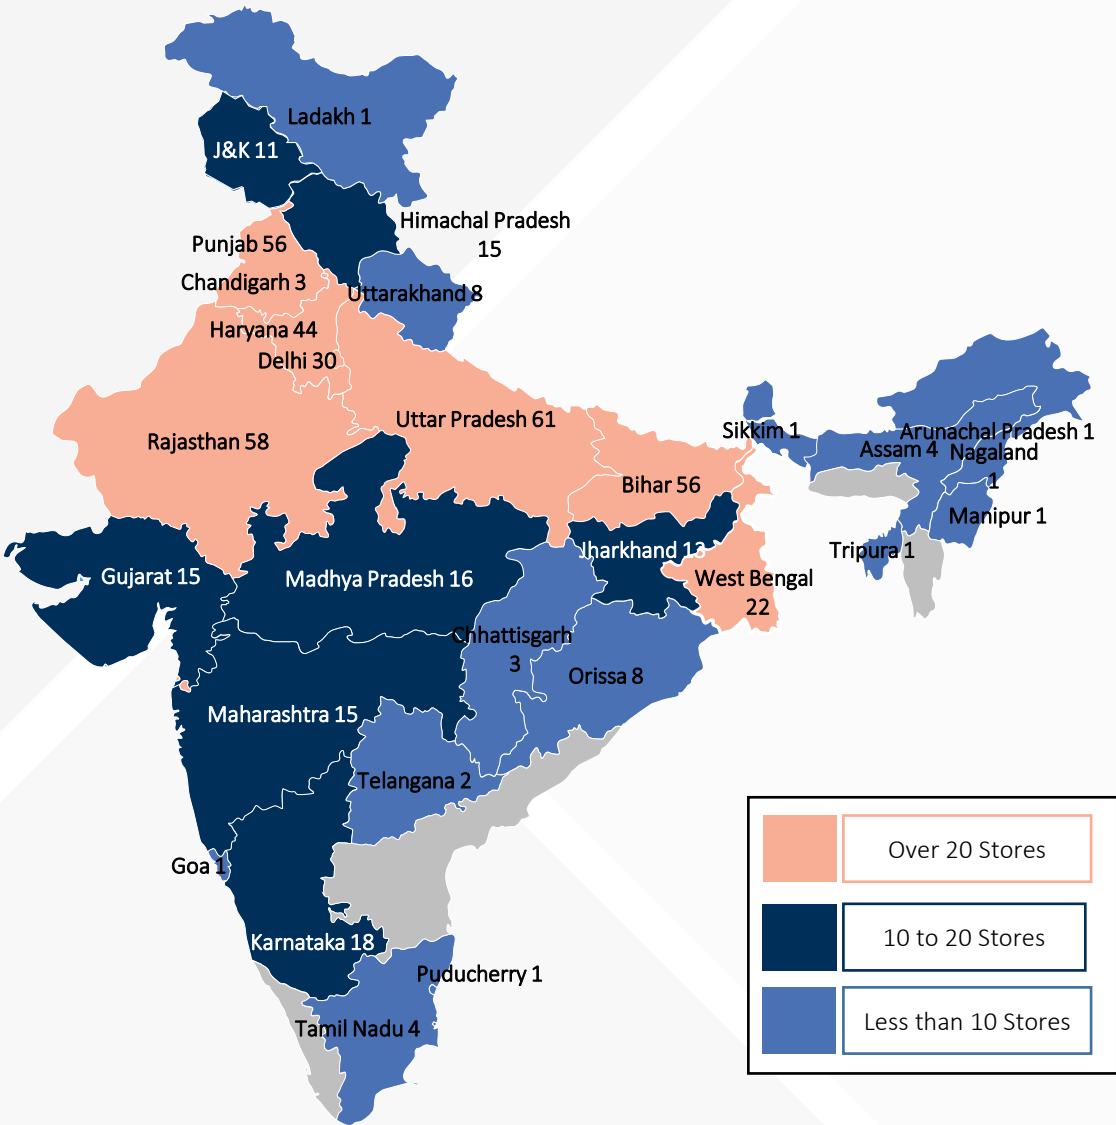 Ladakh 1
J&K 11
Himachal Pradesh
15
Punjab 56
Chandigarh 3
Uttarakhand 8
Haryana 44
Delhi 30
Uttar Pradesh 61
Rajasthan 58
Sikkim 1
Arunachal Pradesh 1
Assam 4
Nagaland
1
Bihar 56
Manipur 1
Jharkhand 13
Tripura 1
Gujarat 15
Madhya Pradesh 16
West Bengal
22
Chhattisgarh
3
Orissa 8
Maharashtra 15
Telangana 2
Goa 1
Karnataka 18
Puducherry 1
Tamil Nadu 4
Over 20 Stores
10 to 20 Stores
Less than 10 Stores